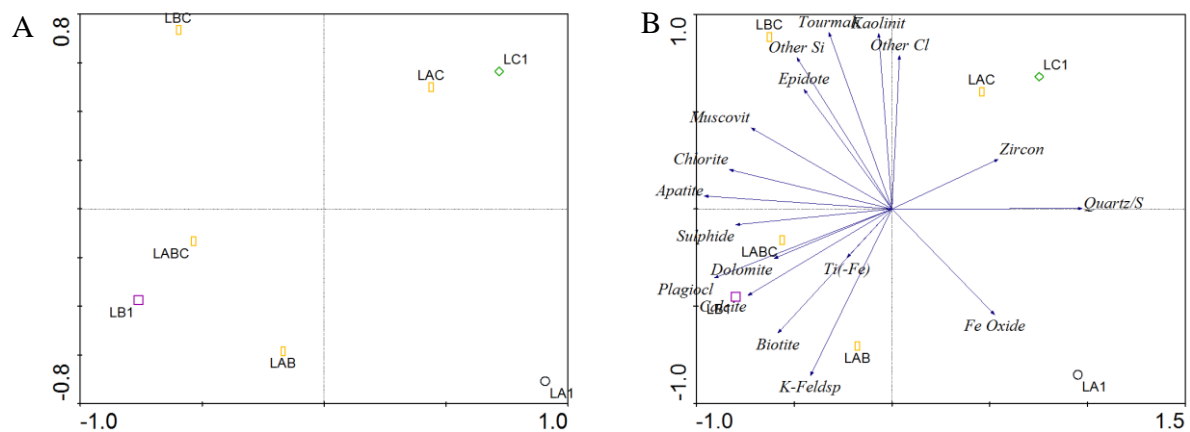 A
0.8
LBC
LC1
LAC
LABC
LB1
LAB
LA1
-0.8
-1.0
1.0
B
1.0
LBC
Tourmali
Kaolinit
Other Si
Other Cl
LC1
LAC
Epidote
Muscovit
Zircon
Chlorite
Apatite
Quartz/S
Sulphide
LABC
Dolomite
Ti(-Fe)
Plagiocl
Calcite
LB1
Fe Oxide
Biotite
LAB
K-Feldsp
LA1
-1.0
-1.0
1.5